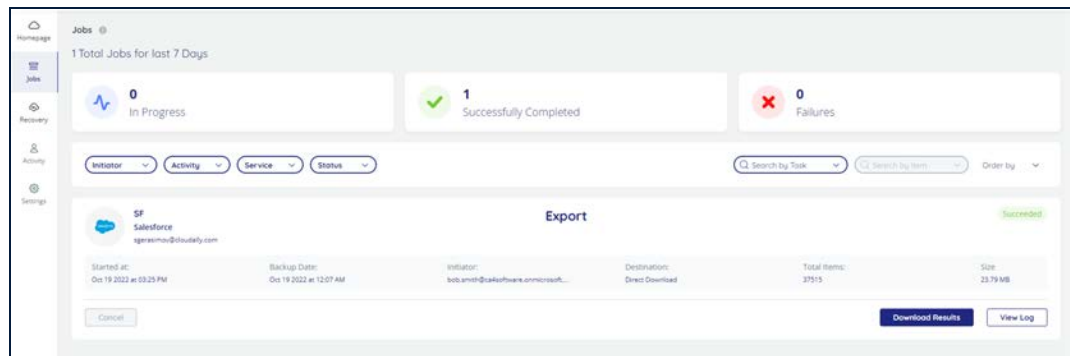 Homepage
Jobs
Recovery
Activity
Settings
Jobs
1 Total Jobs for last 7 Days
0
In Progress
1
Successfully Completed
0
Failures
Initiator
Activity
Service
Status
Search by Task
Search by Item
Order by
SF
Salesforce
sgerasimov@cloudally.com
Export
Succeeded
Started at:
Oct 19 2022 at 03:25 PM
Backup Date:
Oct 19 2022 at 12:07 AM
Initiator:
bob.smith@ca4software.onmicrosoft....
Destination:
Direct Download
Total Items:
37515
Size
23.79 MB
Cancel
Download Results
View Log